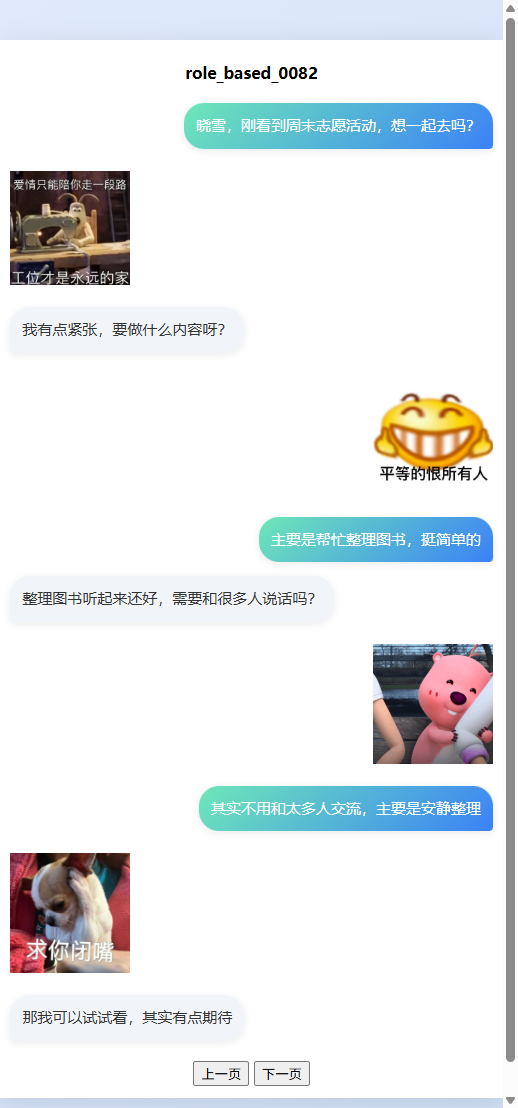 role_based_0082
晓雪，刚看到周末志愿活动，想一起去吗？
爱情只能陪你走一段路
工位才是永远的家
我有点紧张，要做什么内容呀？
平等的恨所有人
主要是帮忙整理图书，挺简单的
整理图书听起来还好，需要和很多人说话吗？
其实不用和太多人交流，主要是安静整理
求你闭嘴
那我可以试试看，其实有点期待
上一页 下一页